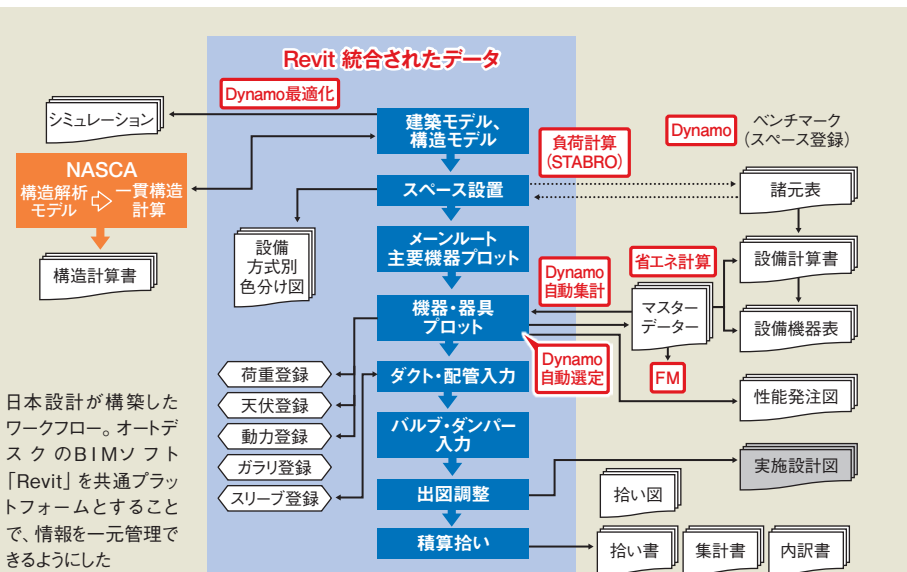 Revit 統合されたデータ
Dynamo最適化
シミュレーション
建築モデル、
構造モデル
負荷計算
(STABRO)
Dynamo
ベンチマーク
(スペース登録)
NASCA
構造解析
モデル
一貫構造
計算
構造計算書
スペース設置
諸元表
設備
方式別
色分け図
メーンルート
主要機器プロット
設備計算書
Dynamo
自動集計
省エネ計算
マスター
データー
設備機器表
機器・器具
プロット
Dynamo
自動選定
FM
性能発注図
荷重登録
天伏登録
動力登録
ガラリ登録
スリーブ登録
ダクト・配管入力
バルブ・ダンパー
入力
出図調整
実施設計図
拾い図
積算拾い
拾い書
集計書
内訳書
日本設計が構築した
ワークフロー。オートデ
スクのBIMソフト
「Revit」を共通プラッ
トフォームとすること
で、情報を一元管理で
きるようにした